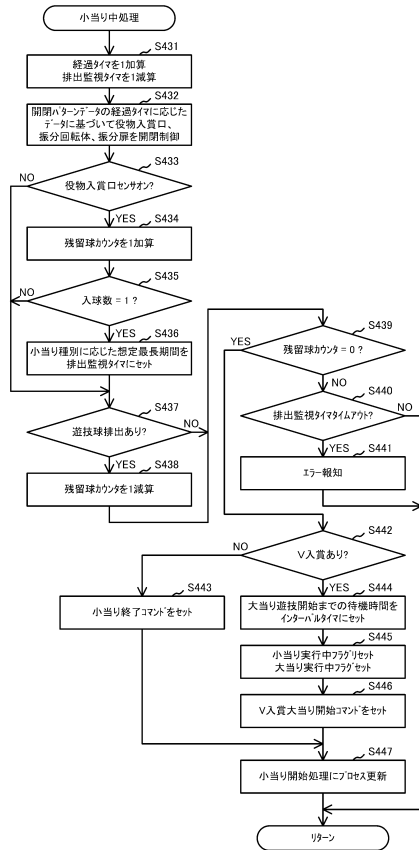 小当り中処理
S431
経過タイマを1加算
排出監視タイマを1減算
S432
開閉パターンデータの経過タイマに応じた
データに基づいて役物入賞口、
振分回転体、振分扉を開閉制御
S433
役物入賞口センサオン?
NO
YES
S434
残留球カウンタを1加算
S435
入球数 = 1 ?
NO
YES
S436
小当り種別に応じた想定最長期間を
排出監視タイマにセット
S437
遊技球排出あり?
NO
YES
S438
残留球カウンタを1減算
S439
残留球カウンタ = 0 ?
YES
NO
S440
排出監視タイマタイムアウト?
NO
YES
S441
エラー報知
S442
V入賞あり?
NO
YES
S443
小当り終了コマンドをセット
S444
大当り遊技開始までの待機時間を
インターバルタイマにセット
S445
小当り実行中フラグリセット
大当り実行中フラグセット
S446
V入賞大当り開始コマンドをセット
S447
小当り開始処理にプロセス更新
リターン